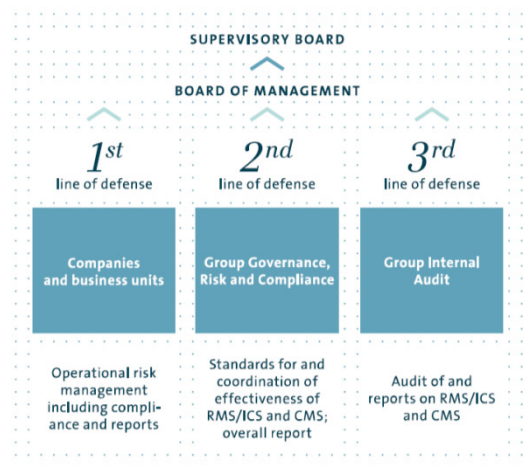 SUPERVISORY BOARD
BOARD OF MANAGEMENT
1st
line of defense
2nd
line of defense
3rd
line of defense
Companies
and business units
Group Governance,
Risk and Compliance
Group Internal
Audit
Operational risk
management
including compli-
ance and reports
Standards for and
coordination of
effectiveness of
RMS/ICS and CMS;
overall report
Audit of and
reports on RMS/ICS
and CMS